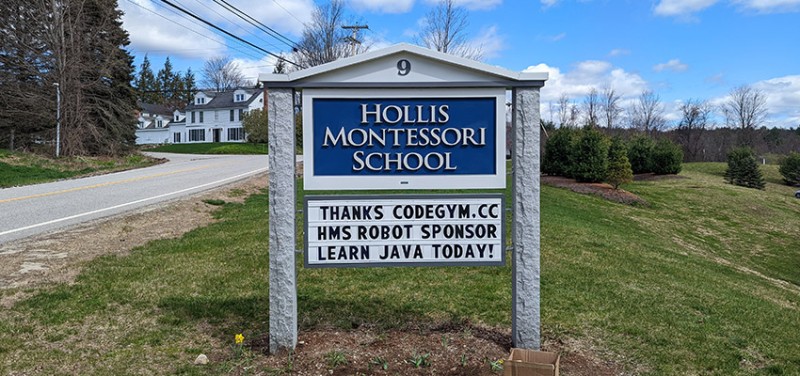 9
HOLLIS
MONTESSORI
SCHOOL
THANKS CODEGYM.CC
HMS ROBOT SPONSOR
LEARN JAVA TODAY!